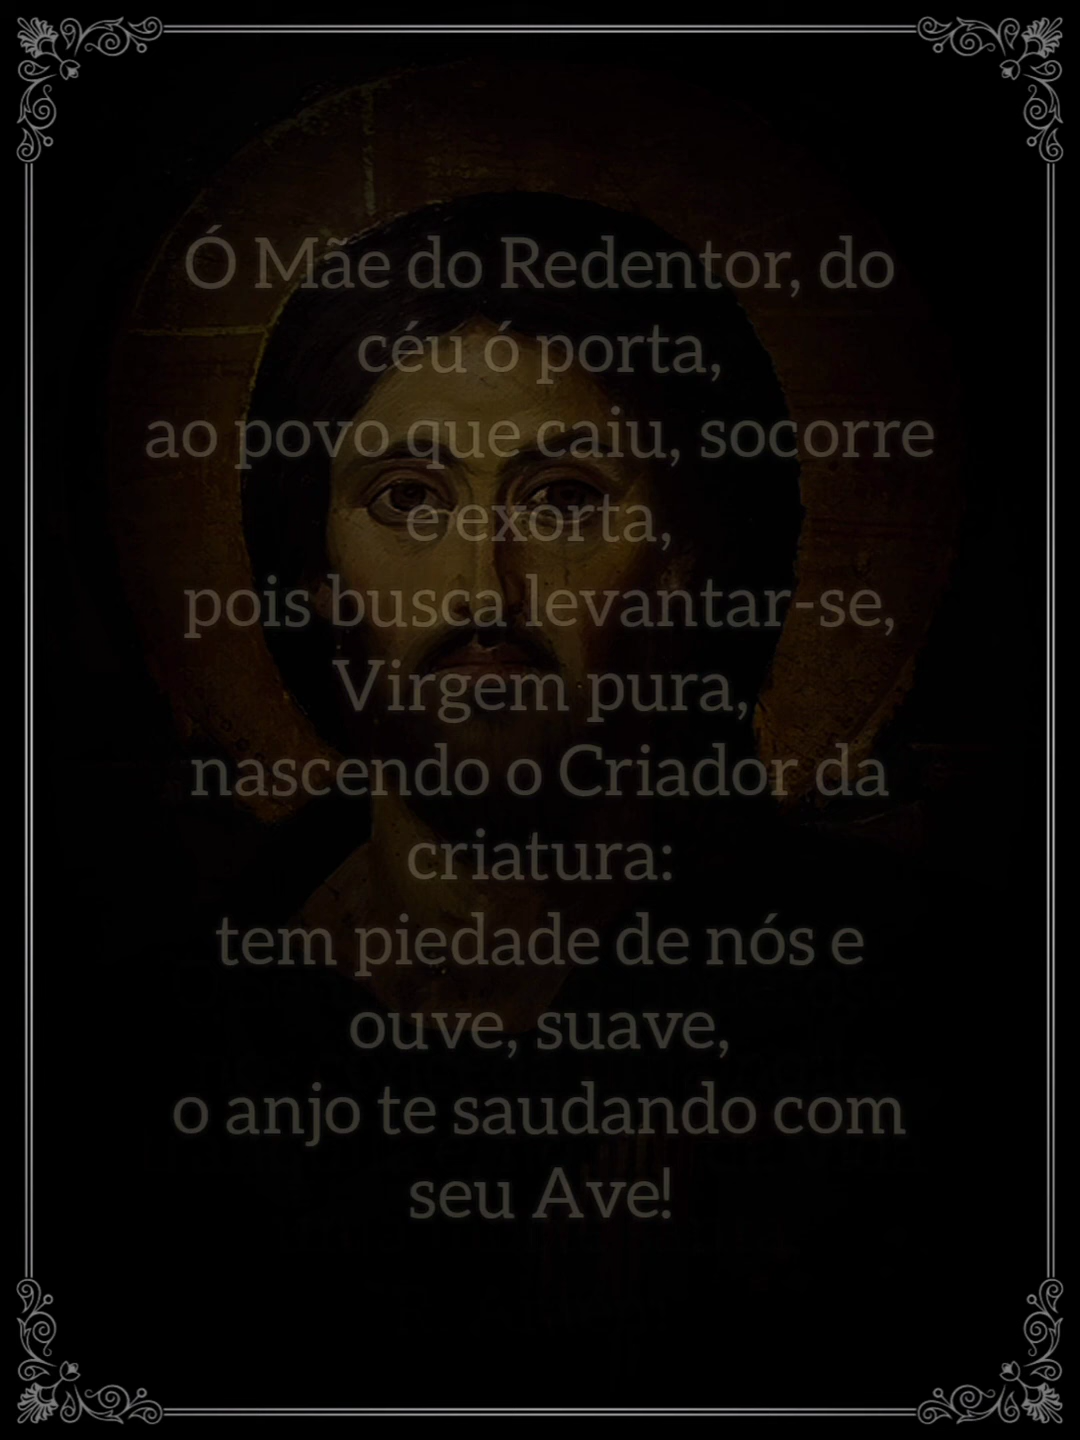 Ó Mãe do Redentor, do
céu ó porta,
ao povo que caiu, socorre
e exorta,
pois busca levantar-se,
Virgem pura,
nascendo o Criador da
criatura:
tem piedade de nós e
ouve, suave,
o anjo te saudando com
seu Ave!